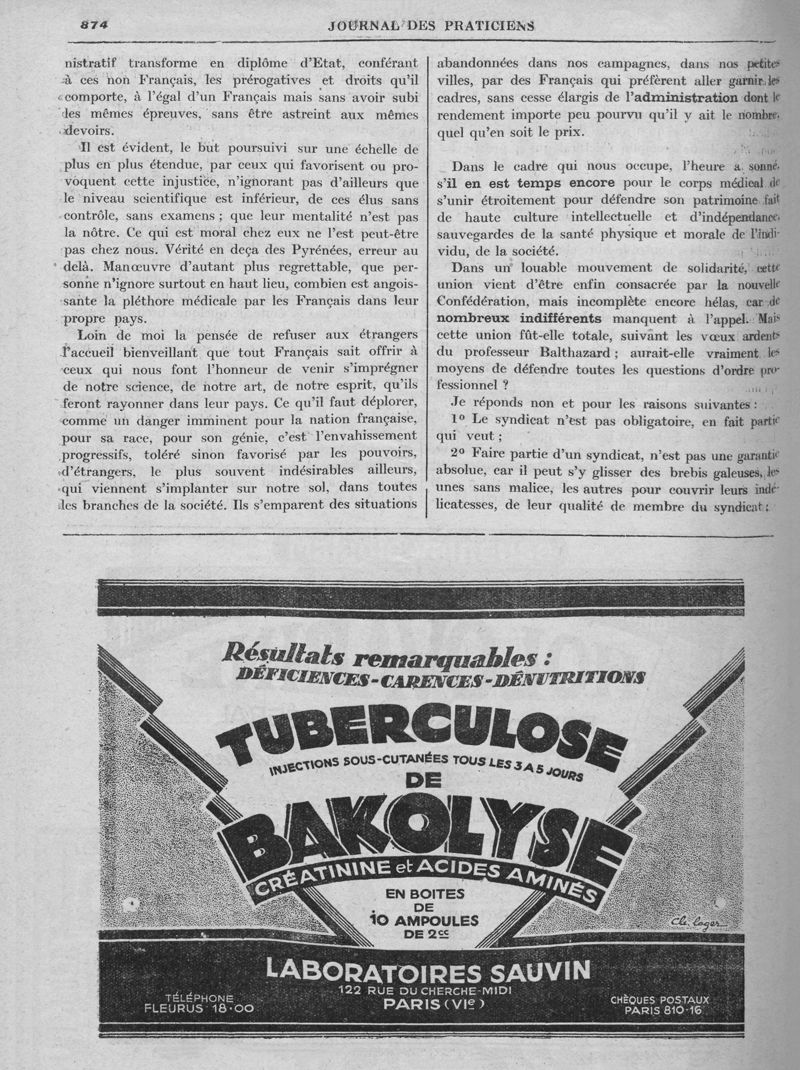 874
JOURNAL DES PRATICIENS
nistratif transforme en diplôme d'Etat, conférant
à ces non Français, les prérogatives et droits qu'il
comporte, à l'égal d'un Français mais sans avoir subi
les mêmes épreuves, sans être astreint aux mêmes
devoirs.
Il est évident, le but poursuivi sur une échelle de
plus en plus étendue, par ceux qui favorisent ou pro-
voquent cette injustice, n'ignorant pas d'ailleurs que
le niveau scientifique est inférieur, de ces élus sans
contrôle, sans examens ; que leur mentalité n'est pas
la nôtre. Ce qui est moral chez eux ne l'est peut-être
pas chez nous. Vérité en deça des Pyrénées, erreur au
delà. Manœuvre d'autant plus regrettable, que per-
sonne n'ignore surtout en haut lieu, combien est angois-
sante la pléthore médicale par les Français dans leur
propre pays.
Loin de moi la pensée de refuser aux étrangers
l'accueil bienveillant que tout Français sait offrir à
ceux qui nous font l'honneur de venir s'imprégner
de notre science, de notre art, de notre esprit, qu'ils
feront rayonner dans leur pays. Ce qu'il faut déplorer,
comme un danger imminent pour la nation française,
pour sa race, pour son génie, c'est l'envahissement
progressifs, toléré sinon favorisé par les pouvoirs,
d'étrangers, le plus souvent indésirables ailleurs,
qui viennent s'implanter sur notre sol, dans toutes
les branches de la société. Ils s'emparent des situations
abandonnées dans nos campagnes, dans nos petites
villes, par des Français qui préfèrent aller garnir les
cadres, sans cesse élargis de l'administration dont le
rendement importe peu pourvu qu'il y ait le nombre,
quel qu'en soit le prix.
Dans le cadre qui nous occupe, l'heure a sonné,
s'il en est temps encore pour le corps médical de
s'unir étroitement pour défendre son patrimoine fait
de haute culture intellectuelle et d'indépendance,
sauvegardes de la santé physique et morale de l'indi-
vidu, de la société.
Dans un louable mouvement de solidarité, cette
union vient d'être enfin consacrée par la nouvelle
Confédération, mais incomplète encore hélas, car de
nombreux indifférents manquent à l'appel. Mais
cette union fût-elle totale, suivant les vœux ardents
du professeur Balthazard ; aurait-elle vraiment les
moyens de défendre toutes les questions d'ordre pro-
fessionnel ?
Je réponds non et pour les raisons suivantes :
1º Le syndicat n'est pas obligatoire, en fait partie
qui veut ;
2º Faire partie d'un syndicat, n'est pas une garantie
absolue, car il peut s'y glisser des brebis galeuses, les
unes sans malice, les autres pour couvrir leurs indé-
licatesses, de leur qualité de membre du syndicat ;
Résultats remarquables :
DÉFICIENCES-CARENCES-DÉNUTRITIONS
TUBERCULOSE
INJECTIONS SOUS-CUTANÉES TOUS LES 3 A 5 JOURS
DE
BAKOLYSE
CRÉATININE et ACIDES AMINÉS
EN BOITES
DE
10 AMPOULES
DE 2cc
Ch. Loger
LABORATOIRES SAUVIN
122 RUE DU CHERCHE-MIDI
PARIS (VIe)
TÉLÉPHONE
FLEURUS 18·00
CHÈQUES POSTAUX
PARIS 810·16